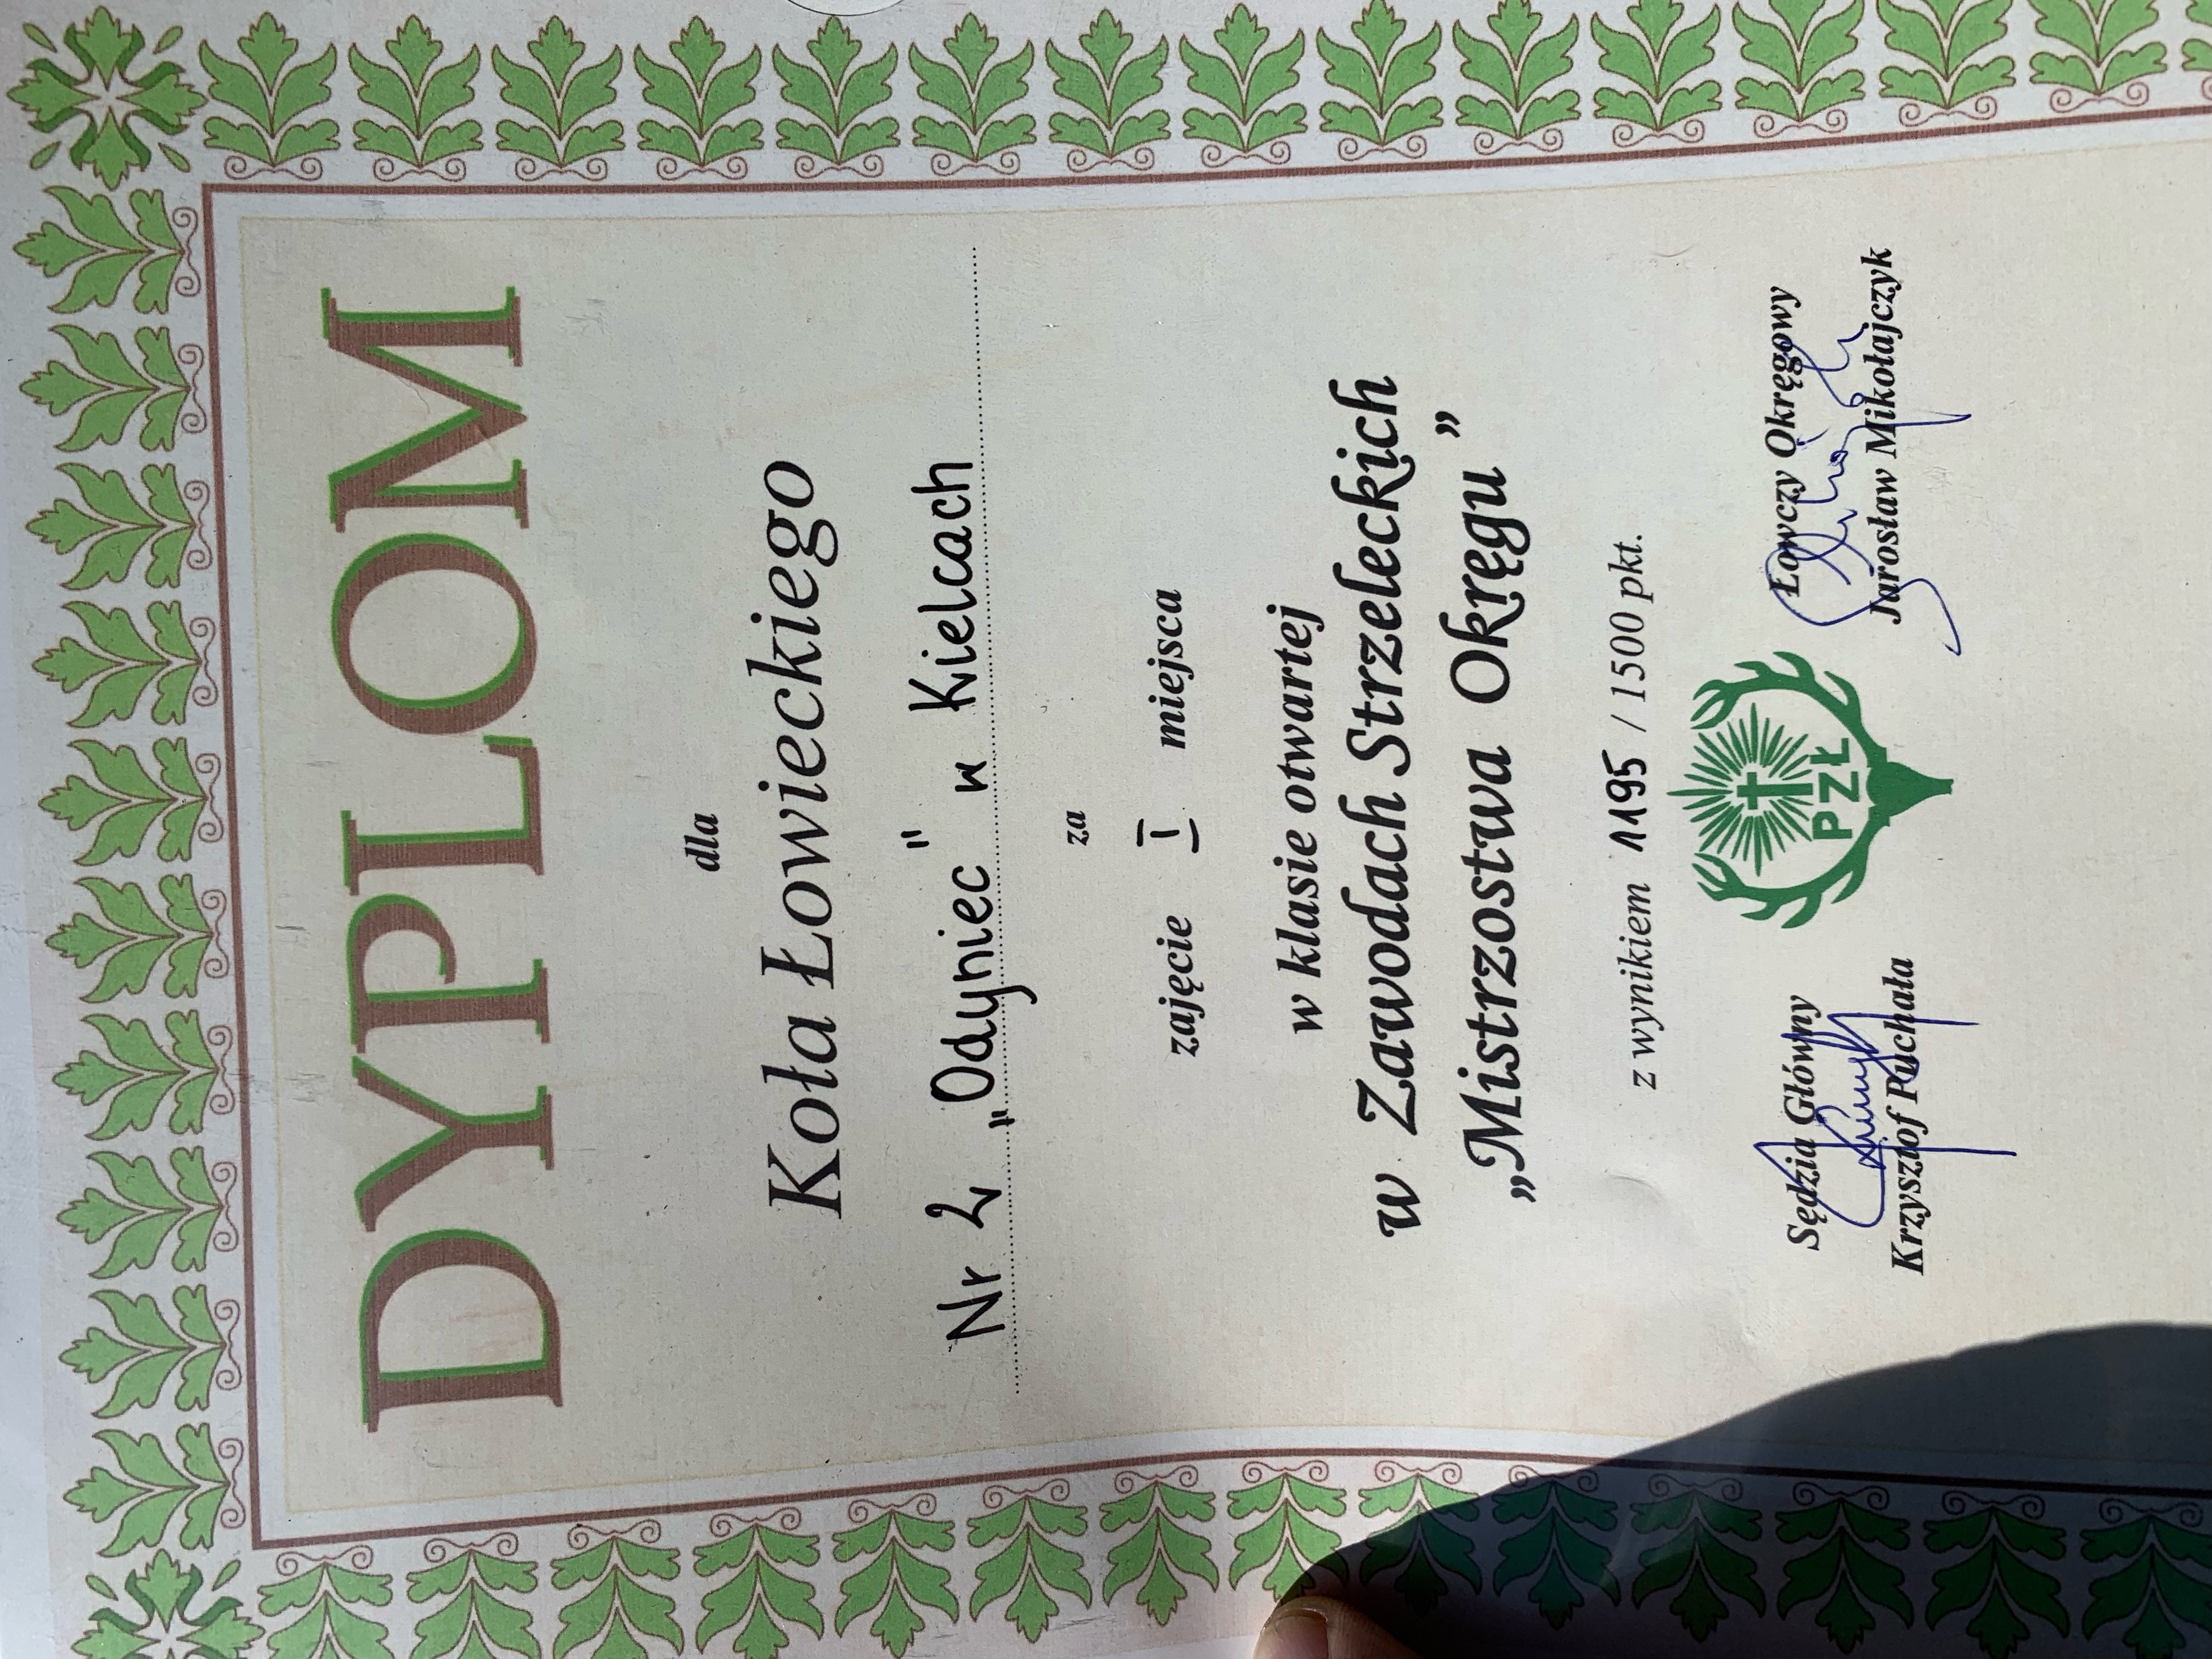 DYPLOM
dla
Koła Łowieckiego
Nr 2 „Odyniec" w Kielcach
za
zajęcie I miejsca
w klasie otwartej
w Zawodach Strzeleckich
„Mistrzostwa Okręgu”
z wynikiem 1195 / 1500 pkt.
PZŁ
Sędzia Główny
Krzysztof Puchała
Łowczy Okręgowy
Jarosław Mikołajczyk